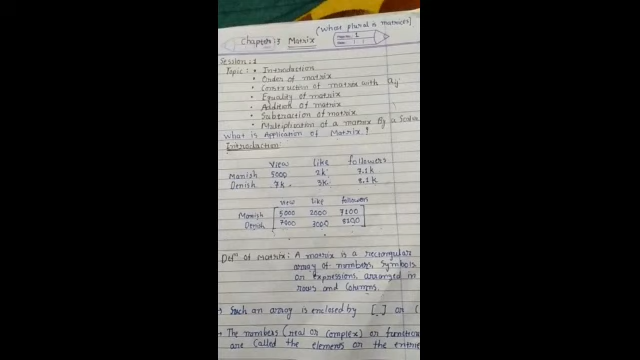 (What plural is matrices)
Chapter: 3 Matrix
1
Session: 1
Topic: • Introduction
• Order of matrix
• Construction of matrix with aij
• Equality of matrix
• Addition of matrix
• Subtraction of matrix
• Multiplication of a matrix by a Scalar
What is Application of Matrix?
Introduction:
View Like followers
Manish 5000 2k 7.1k
Denish 7k 3k 8.1k
view like follower
Manish 5000 2000 7100
Denish 7000 3000 8100
Defn of Matrix: A matrix is a rectangular
array of numbers, symbols
or expressions, arranged in
rows and columns.
Such an array is enclosed by [ ] or (
The numbers (real or complex) or functions
are called the elements or the entries